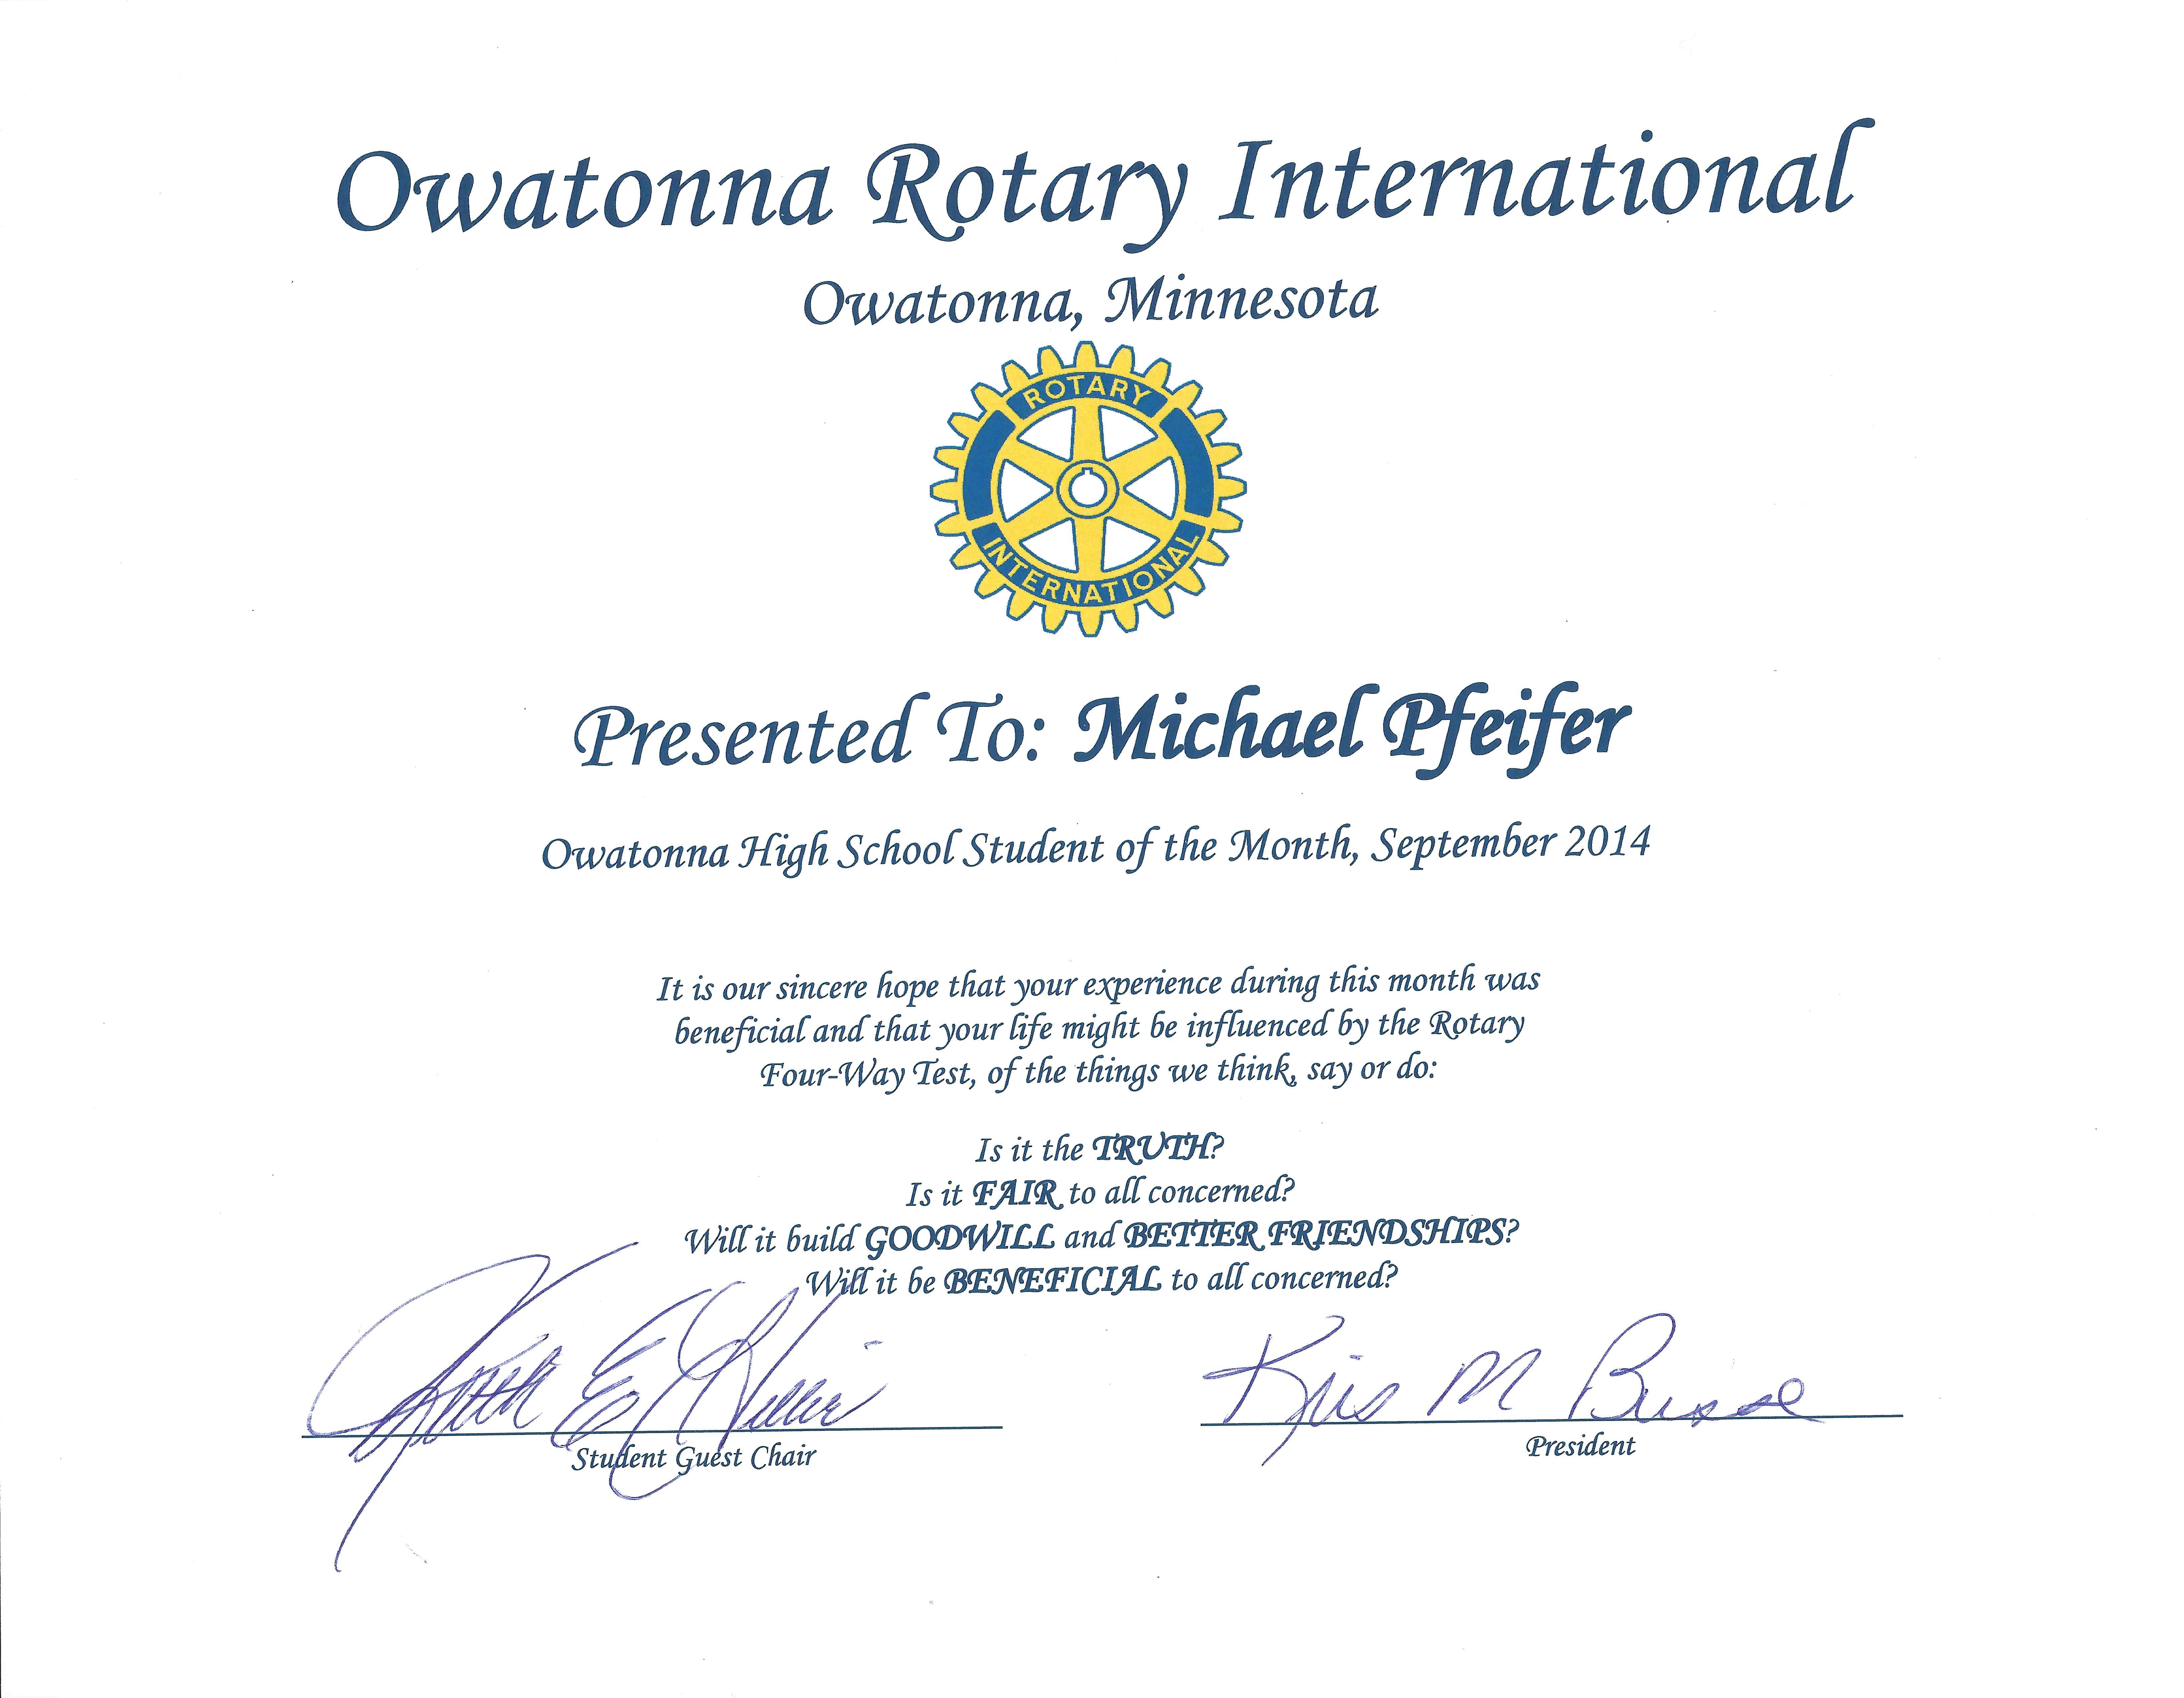 Owatonna Rotary International
Owatonna, Minnesota
ROTARY
INTERNATIONAL
Presented To: Michael Pfeifer
Owatonna High School Student of the Month, September 2014
It is our sincere hope that your experience during this month was
beneficial and that your life might be influenced by the Rotary
Four-Way Test, of the things we think, say or do:
Is it the TRUTH?
Is it FAIR to all concerned?
Will it build GOODWILL and BETTER FRIENDSHIPS?
Will it be BENEFICIAL to all concerned?
Kris M Busse
Student Guest Chair
President